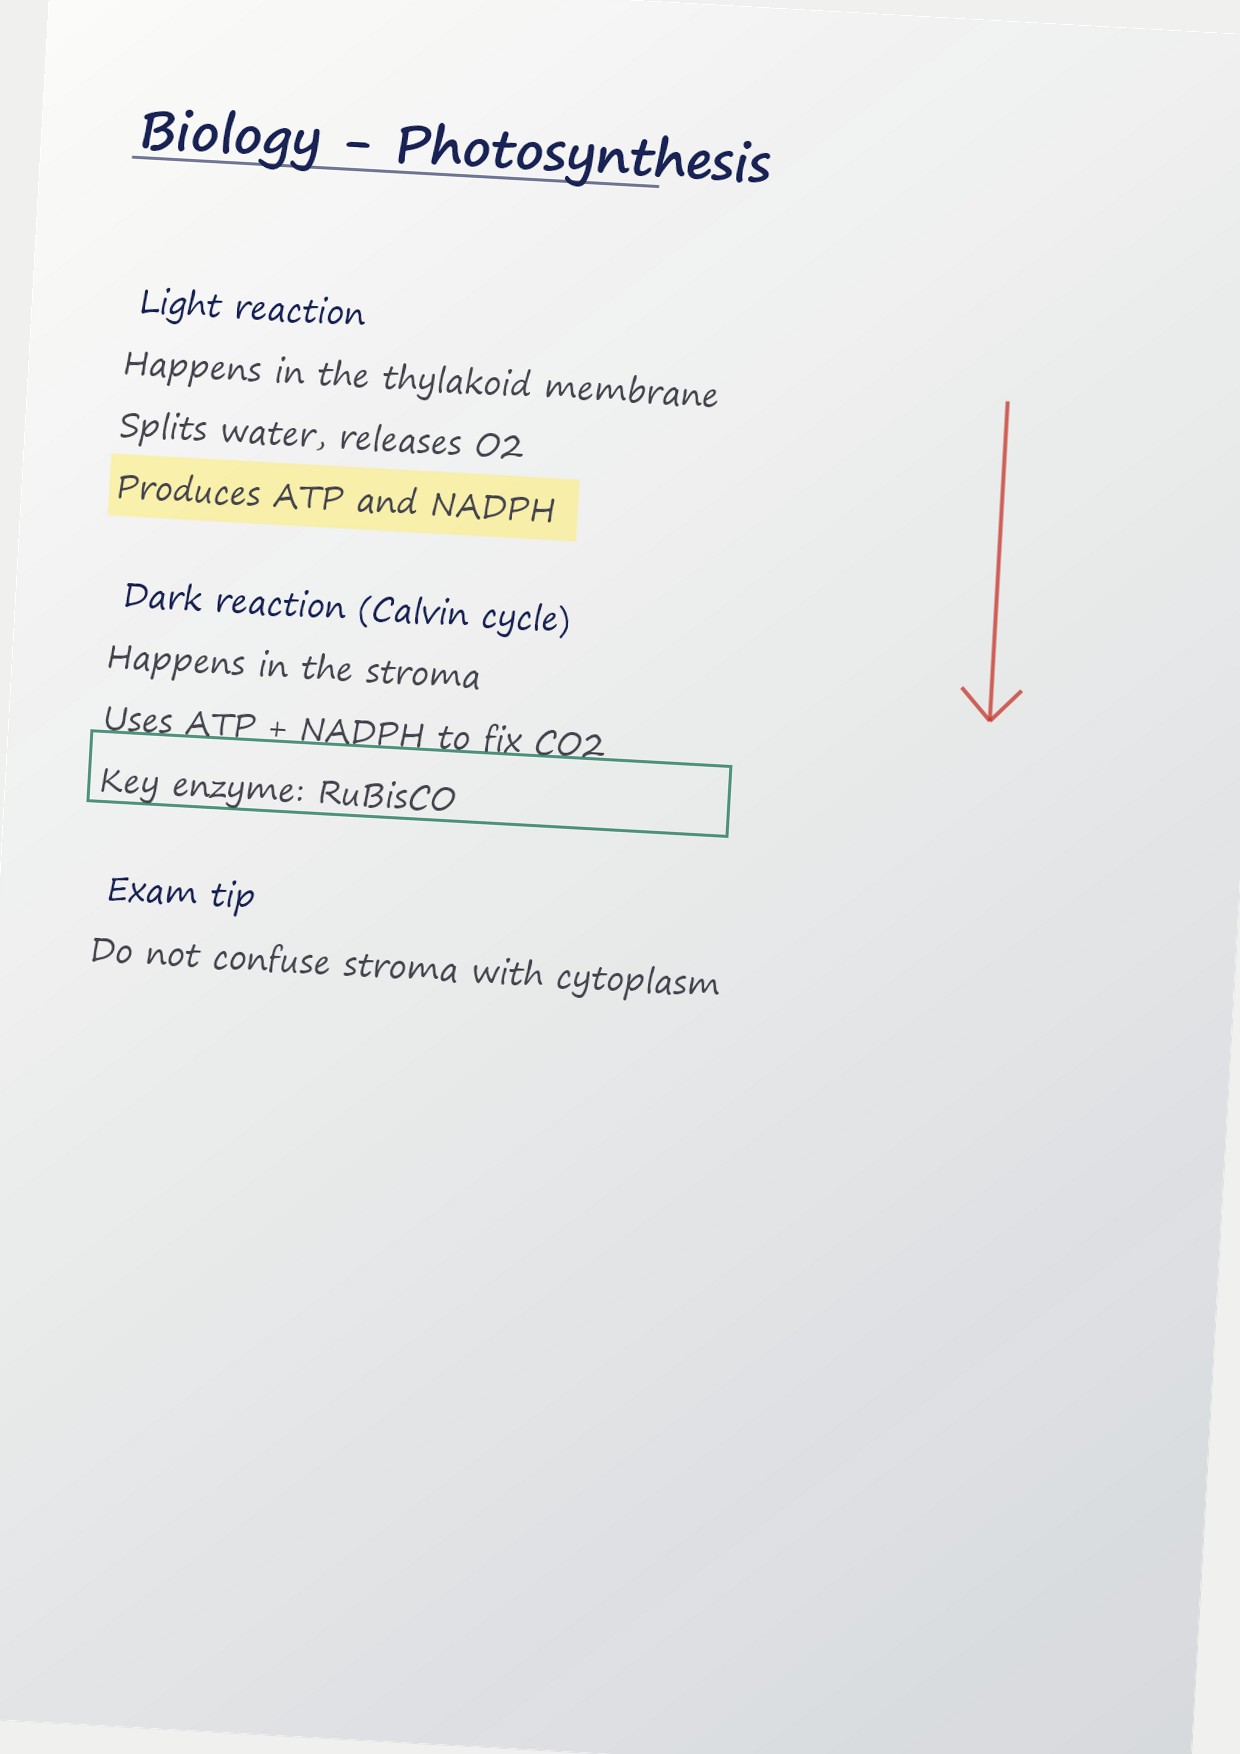 Biology - Photosynthesis
Light reaction
Happens in the thylakoid membrane
Splits water, releases O2
Produces ATP and NADPH
Dark reaction (Calvin cycle)
Happens in the stroma
Uses ATP + NADPH to fix CO2
Key enzyme: RuBisCO
Exam tip
Do not confuse stroma with cytoplasm